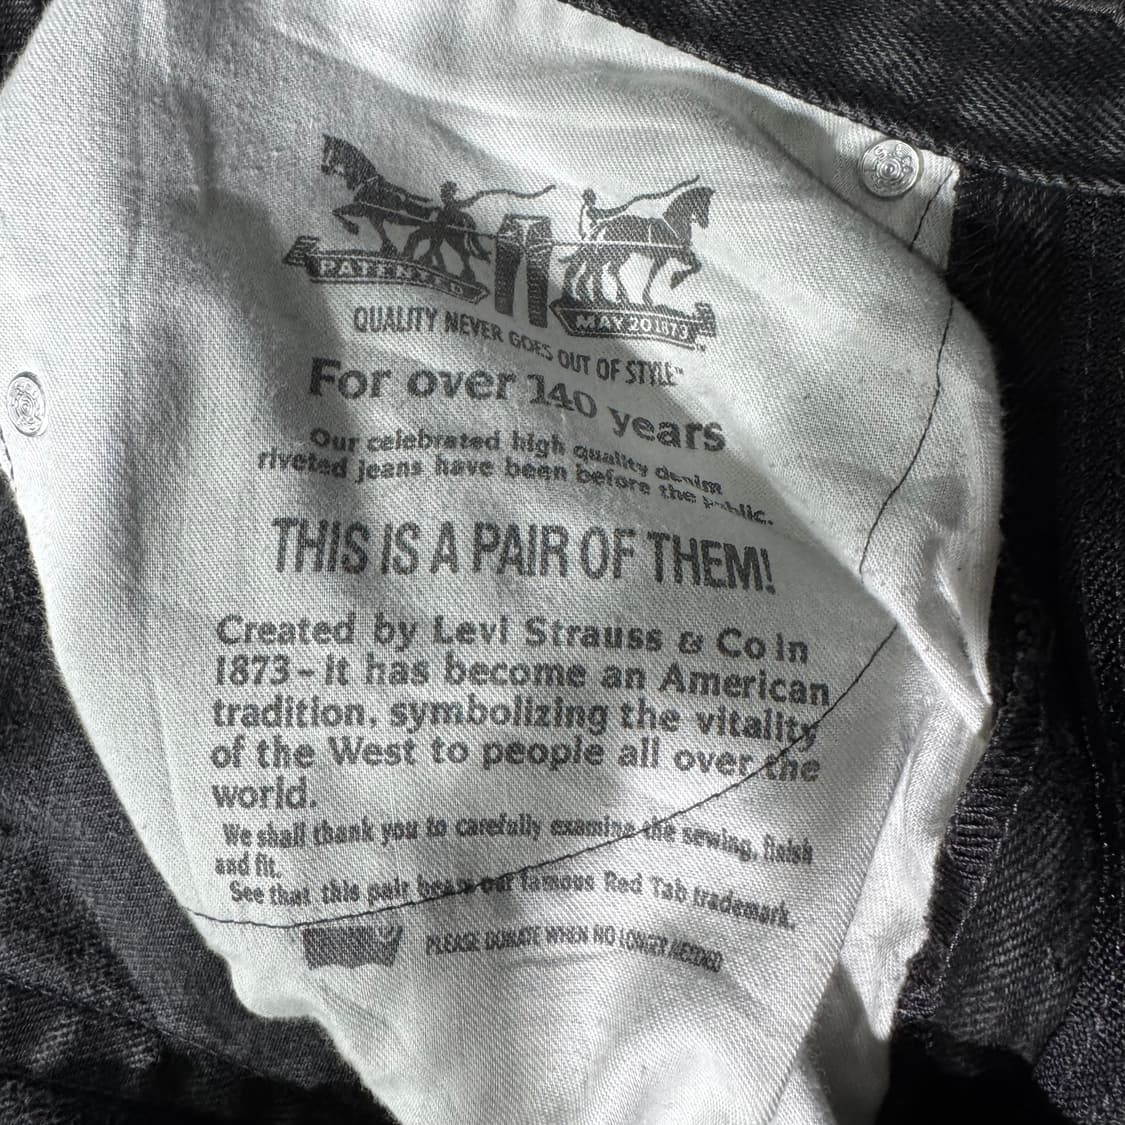 PATENTED
MAY 20 1873
QUALITY NEVER GOES OUT OF STYLE™
For over 140 years
Our celebrated high quality denim
riveted jeans have been before the public.
THIS IS A PAIR OF THEM!
Created by Levi Strauss & Co in
1873 - It has become an American
tradition, symbolizing the vitality
of the West to people all over the
world.
We shall thank you to carefully examine the sewing, finish
and fit.
See that this pair bears our famous Red Tab trademark.
PLEASE DONATE WHEN NO LONGER NEEDED